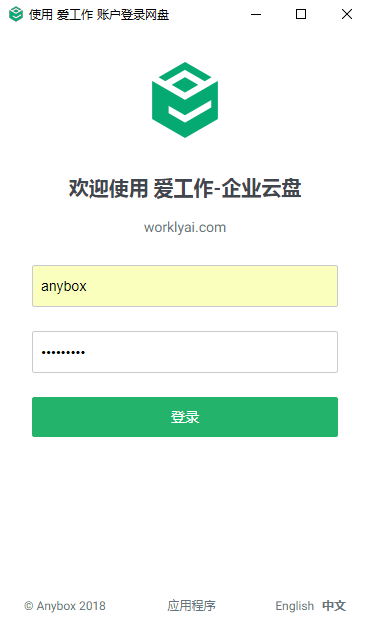 使用 爱工作 账户登录网盘
欢迎使用 爱工作-企业云盘
worklyai.com
anybox
•••••••••
登录
© Anybox 2018 应用程序 English 中文